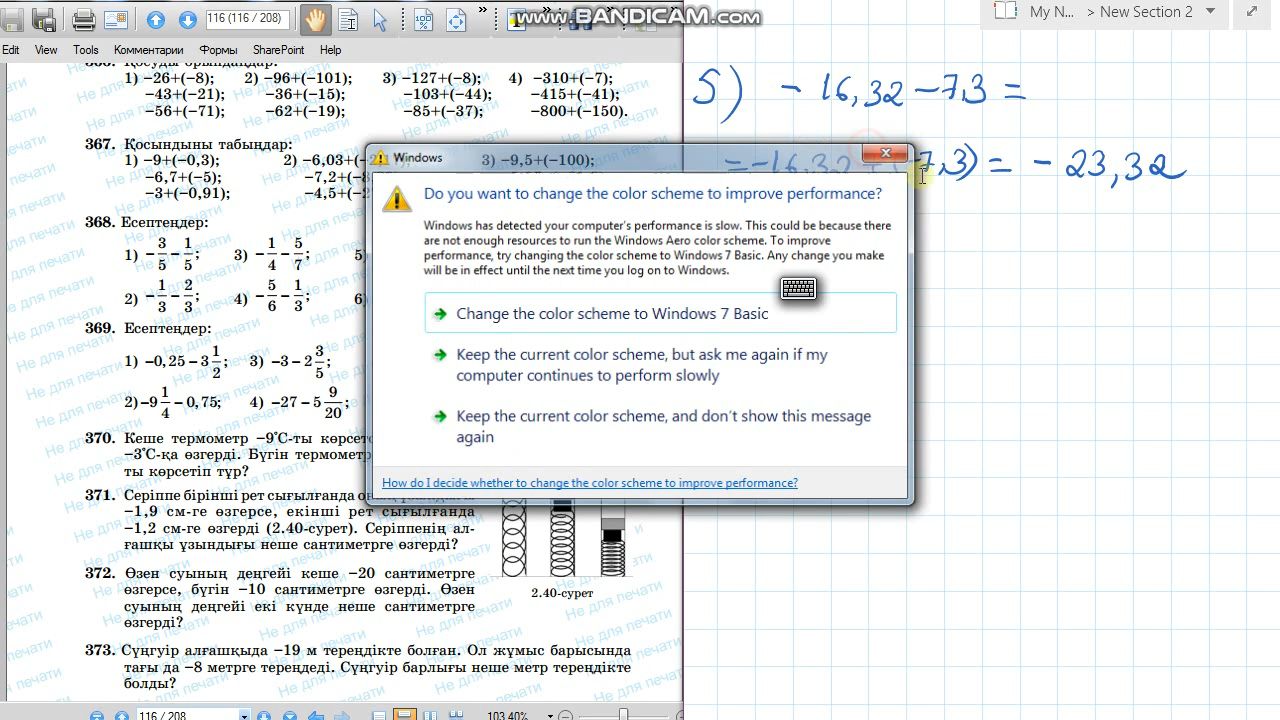 www.BANDICAM.com
116 (116 / 208)
My N... > New Section 2
Edit View Tools Комментарии Формы SharePoint Help
366. Қосуды орындаңдар:
1) −26+(−8); 2) −96+(−101); 3) −127+(−8); 4) −310+(−7);
−43+(−21); −36+(−15); −103+(−44); −415+(−41);
−56+(−71); −62+(−19); −85+(−37); −800+(−150).
367. Қосындыны табыңдар:
1) −9+(−0,3); 2) −6,03+(−2 3) −9,5+(−100);
−6,7+(−5); −7,2+(−8
−3+(−0,91); −4,5+(−2
368. Есептеңдер:
1) −3/5−1/5; 3) −1/4−5/7; 5)
2) −1/3−2/3; 4) −5/6−1/3; 6)
369. Есептеңдер:
1) −0,25−3 1/2; 3) −3−2 3/5;
2) −9 1/4−0,75; 4) −27−5 9/20;
370. Кеше термометр −9°С-ты көрсет
−3°С-қа өзгерді. Бүгін термомет
ты көрсетіп тұр?
371. Серіппе бірінші рет сығылғанда
−1,9 см-ге өзгерсе, екінші рет сығылғанда
−1,2 см-ге өзгерді (2.40-сурет). Серіппенің ал-
ғашқы ұзындығы неше сантиметрге өзгерді?
2.40-сурет
372. Өзен суының деңгейі кеше −20 сантиметрге
өзгерсе, бүгін −10 сантиметрге өзгерді. Өзен
суының деңгейі екі күнде неше сантиметрге
өзгерді?
373. Сүңгуір алғашқыда −19 м тереңдікте болған. Ол жұмыс барысында
тағы да −8 метрге тереңдеді. Сүңгуір барлығы неше метр тереңдікте
болды?
Не для печати
116 / 208
103,40%
Windows
Do you want to change the color scheme to improve performance?
Windows has detected your computer's performance is slow. This could be because there
are not enough resources to run the Windows Aero color scheme. To improve
performance, try changing the color scheme to Windows 7 Basic. Any change you make
will be in effect until the next time you log on to Windows.
Change the color scheme to Windows 7 Basic
Keep the current color scheme, but ask me again if my
computer continues to perform slowly
Keep the current color scheme, and don't show this message
again
How do I decide whether to change the color scheme to improve performance?
5) −16,32−7,3=
=−16,32 −7,3)=−23,32